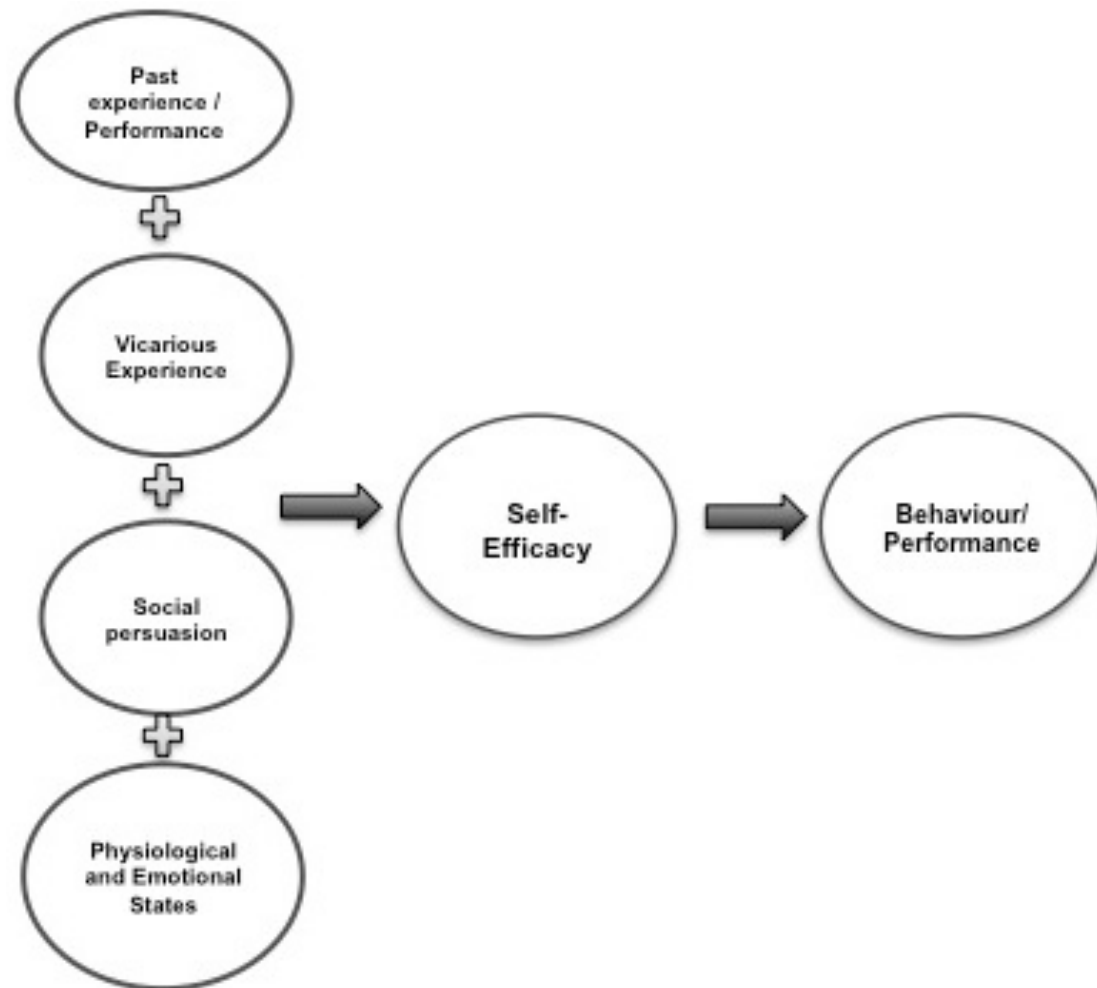 Past
experience /
Performance
Vicarious
Experience
Social
persuasion
Physiological
and Emotional
States
Self-
Efficacy
Behaviour/
Performance